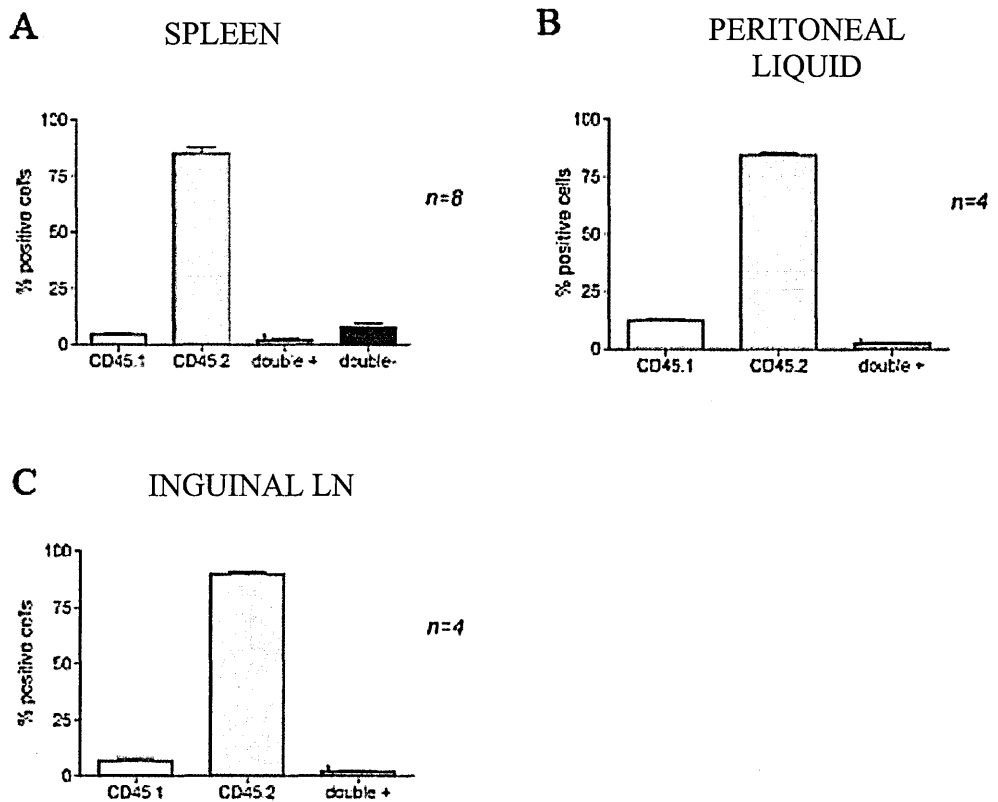 A
SPLEEN
% positive cells
100
75
50
25
0
CD45.1
CD45.2
double +
double-
n=8
B
PERITONEAL
LIQUID
% positive cells
100
75
50
25
0
CD45.1
CD45.2
double +
n=4
C
INGUINAL LN
% positive cells
100
75
50
25
0
CD45.1
CD45.2
double +
n=4